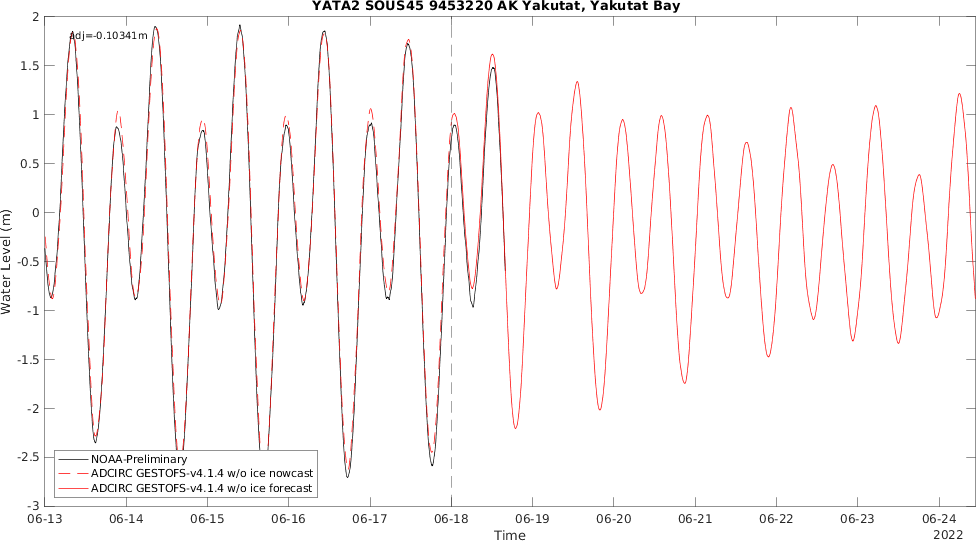 YATA2 SOUS45 9453220 AK Yakutat, Yakutat Bay
adj=-0.10341m
2
1.5
1
0.5
0
-0.5
-1
-1.5
-2
-2.5
-3
Water Level (m)
NOAA-Preliminary
ADCIRC GESTOFS-v4.1.4 w/o ice nowcast
ADCIRC GESTOFS-v4.1.4 w/o ice forecast
06-13 06-14 06-15 06-16 06-17 06-18 06-19 06-20 06-21 06-22 06-23 06-24
Time
2022